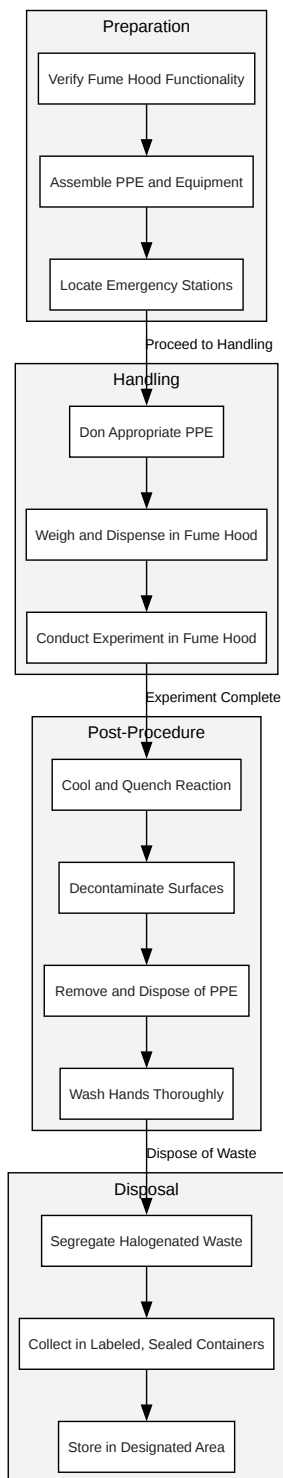 Preparation
Verify Fume Hood Functionality
Assemble PPE and Equipment
Locate Emergency Stations
Proceed to Handling
Handling
Don Appropriate PPE
Weigh and Dispense in Fume Hood
Conduct Experiment in Fume Hood
Experiment Complete
Post-Procedure
Cool and Quench Reaction
Decontaminate Surfaces
Remove and Dispose of PPE
Wash Hands Thoroughly
Dispose of Waste
Disposal
Segregate Halogenated Waste
Collect in Labeled, Sealed Containers
Store in Designated Area